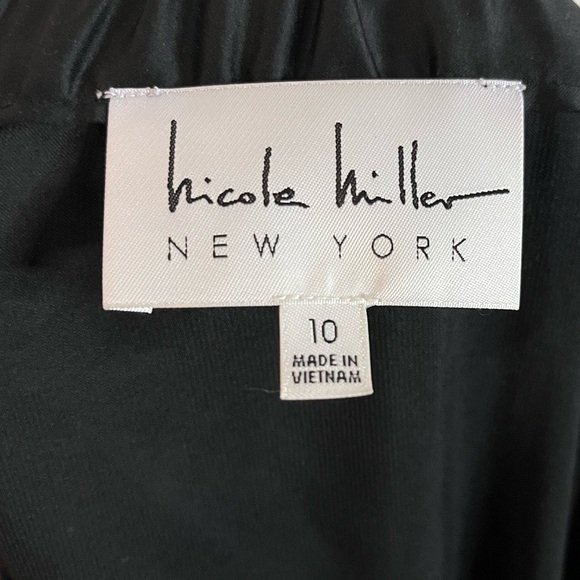 nicole miller
NEW YORK
10
MADE IN
VIETNAM